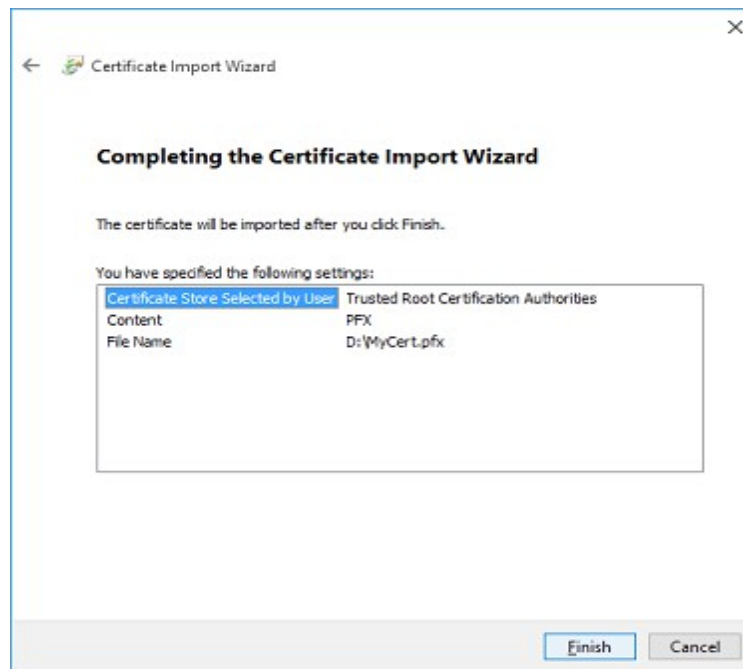 Certificate Import Wizard
Completing the Certificate Import Wizard
The certificate will be imported after you click Finish.
You have specified the following settings:
Certificate Store Selected by User Trusted Root Certification Authorities
Content PFX
File Name D:\MyCert.pfx
Finish Cancel